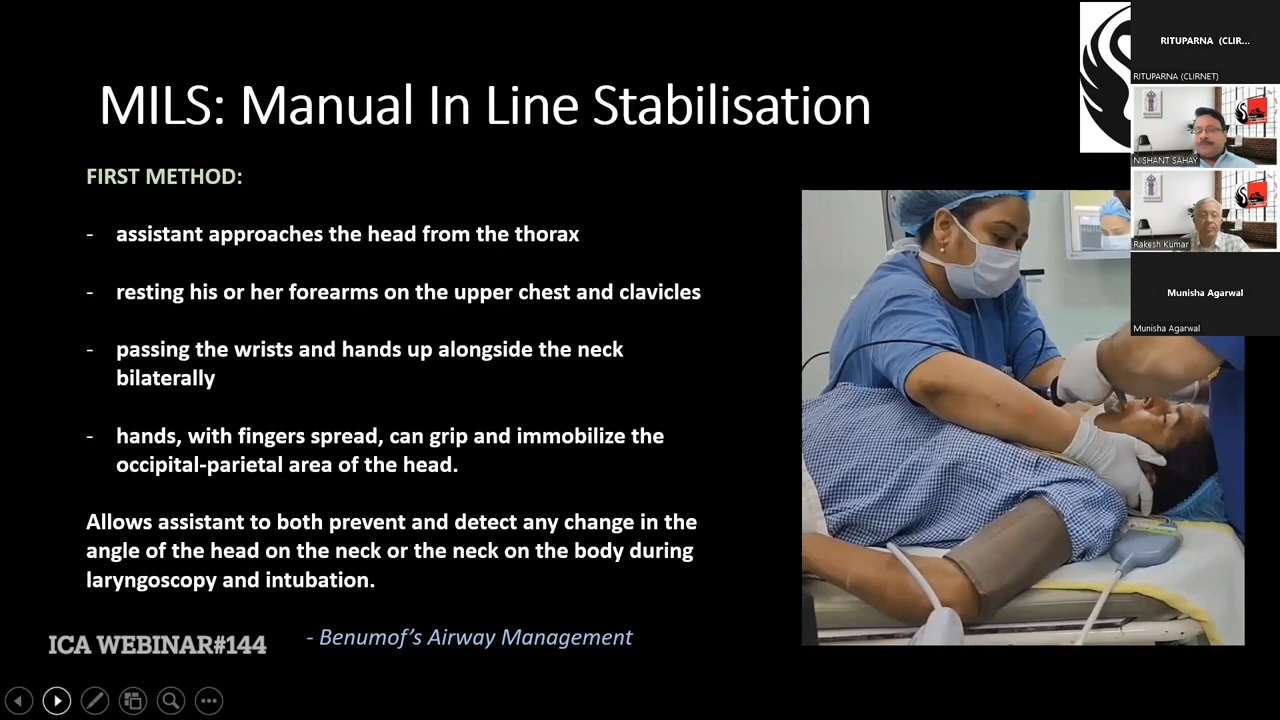 MILS: Manual In Line Stabilisation
FIRST METHOD:
- assistant approaches the head from the thorax
- resting his or her forearms on the upper chest and clavicles
- passing the wrists and hands up alongside the neck
bilaterally
- hands, with fingers spread, can grip and immobilize the
occipital-parietal area of the head.
Allows assistant to both prevent and detect any change in the
angle of the head on the neck or the neck on the body during
laryngoscopy and intubation.
- Benumof’s Airway Management
ICA WEBINAR#144
RITUPARNA (CLIR...
RITUPARNA (CLIRNET)
NISHANT SAHAY
Rakesh Kumar
Munisha Agarwal
Munisha Agarwal